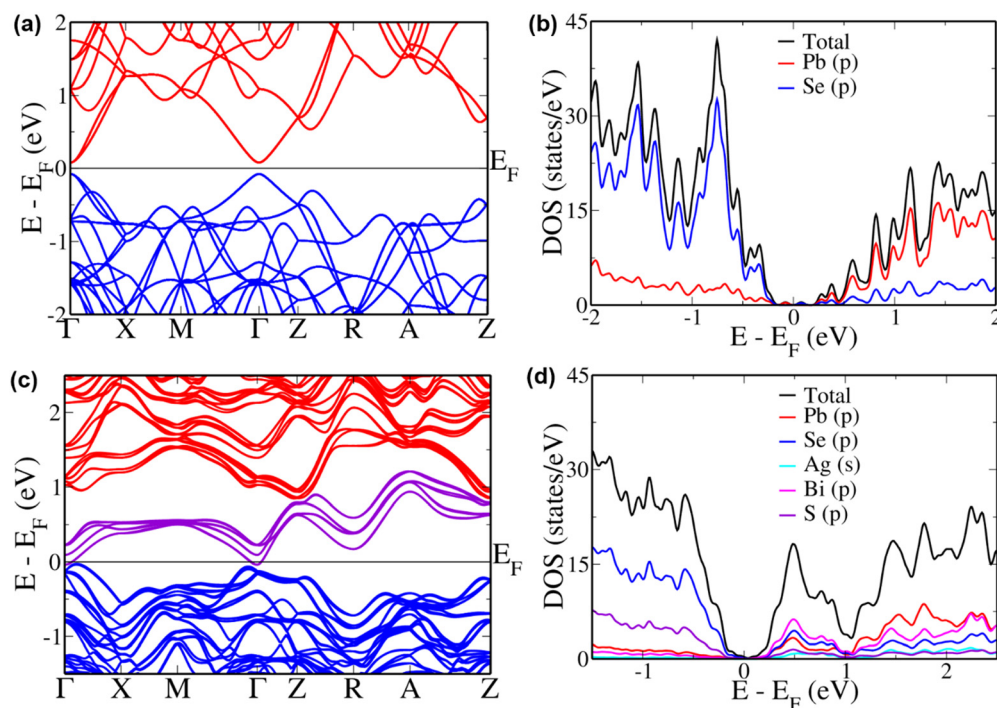 (a)
2
1
0
-1
-2
E - E_F (eV)
E_F
Γ X M Γ Z R A Z
(b)
45
30
15
0
DOS (states/eV)
Total
Pb (p)
Se (p)
-2 -1 0 1 2
E - E_F (eV)
(c)
2
1
0
-1
E - E_F (eV)
E_F
Γ X M Γ Z R A Z
(d)
45
30
15
0
DOS (states/eV)
Total
Pb (p)
Se (p)
Ag (s)
Bi (p)
S (p)
-1 0 1 2
E - E_F (eV)